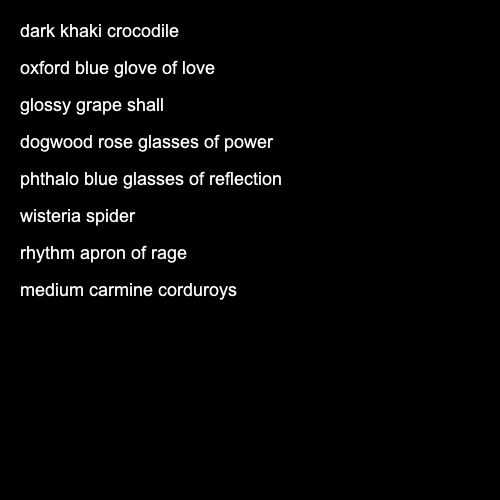 dark khaki crocodile
oxford blue glove of love
glossy grape shall
dogwood rose glasses of power
phthalo blue glasses of reflection
wisteria spider
rhythm apron of rage
medium carmine corduroys